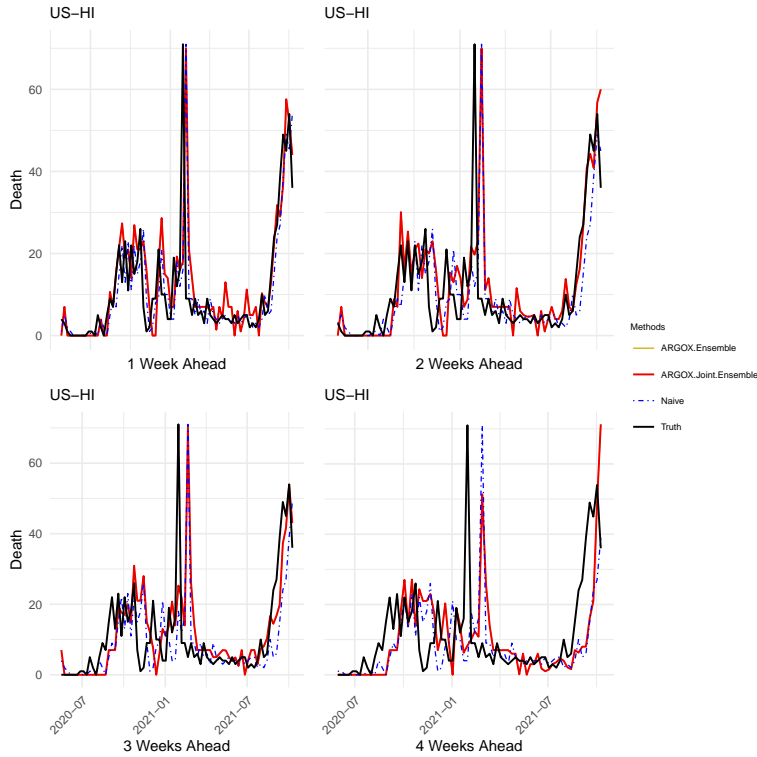 US−HI
US−HI
Death
60
40
20
0
1 Week Ahead
2 Weeks Ahead
Methods
ARGOX.Ensemble
ARGOX.Joint.Ensemble
Naive
Truth
US−HI
US−HI
Death
60
40
20
0
2020−07
2021−01
2021−07
2020−07
2021−01
2021−07
3 Weeks Ahead
4 Weeks Ahead